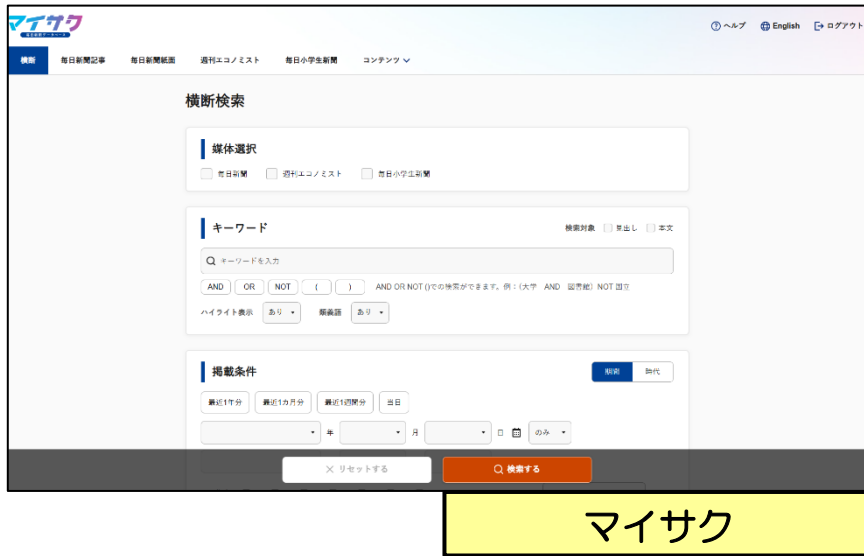 マイサク
毎日新聞データベース
ヘルプ English ログアウト
横断 毎日新聞記事 毎日新聞紙面 週刊エコノミスト 毎日小学生新聞 コンテンツ
横断検索
媒体選択
毎日新聞 週刊エコノミスト 毎日小学生新聞
キーワード 検索対象 見出し 本文
キーワードを入力
AND OR NOT ( ) AND OR NOT ()での検索ができます。例：(大学 AND 図書館) NOT 国立
ハイライト表示 あり 類義語 あり
掲載条件 期間 時代
最近1年分 最近1カ月分 最近1週間分 当日
年 月 日 のみ
リセットする 検索する
マイサク